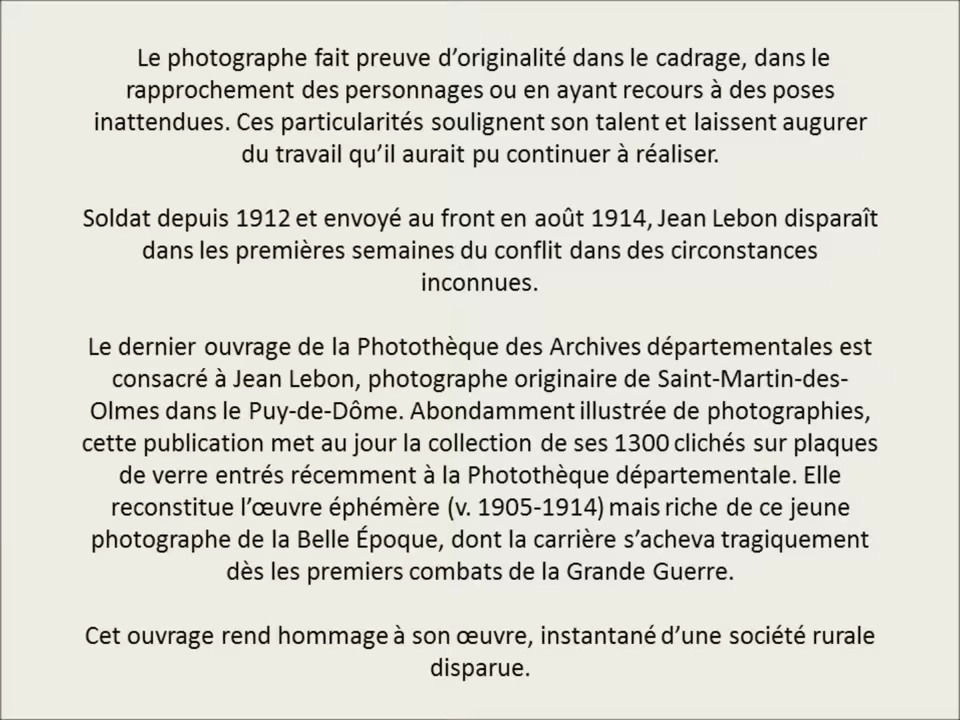 Le photographe fait preuve d’originalité dans le cadrage, dans le
rapprochement des personnages ou en ayant recours à des poses
inattendues. Ces particularités soulignent son talent et laissent augurer
du travail qu’il aurait pu continuer à réaliser.
Soldat depuis 1912 et envoyé au front en août 1914, Jean Lebon disparaît
dans les premières semaines du conflit dans des circonstances
inconnues.
Le dernier ouvrage de la Photothèque des Archives départementales est
consacré à Jean Lebon, photographe originaire de Saint-Martin-des-
Olmes dans le Puy-de-Dôme. Abondamment illustrée de photographies,
cette publication met au jour la collection de ses 1300 clichés sur plaques
de verre entrés récemment à la Photothèque départementale. Elle
reconstitue l’œuvre éphémère (v. 1905-1914) mais riche de ce jeune
photographe de la Belle Époque, dont la carrière s’acheva tragiquement
dès les premiers combats de la Grande Guerre.
Cet ouvrage rend hommage à son œuvre, instantané d’une société rurale
disparue.